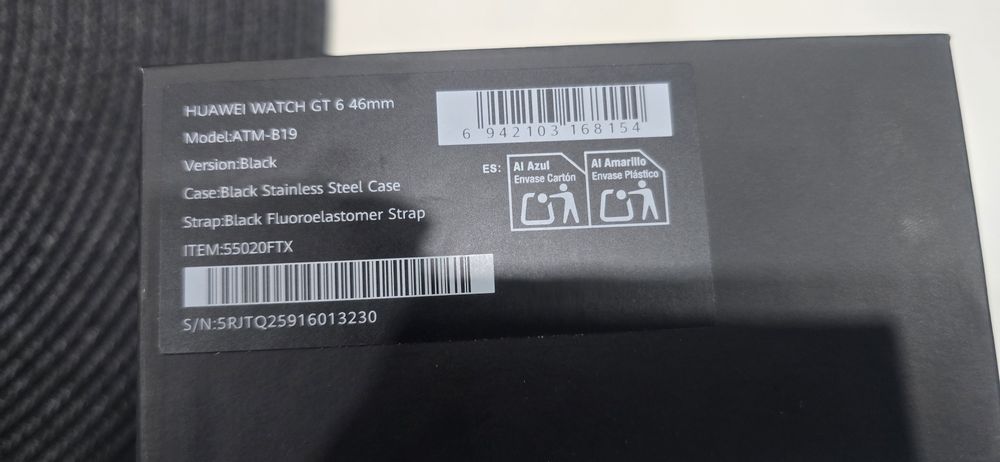 HUAWEI WATCH GT 6 46mm
Model:ATM-B19
Version:Black
Case:Black Stainless Steel Case
Strap:Black Fluoroelastomer Strap
ITEM:55020FTX
S/N:5RJTQ25916013230
6 942103 168154
ES:
Al Azul
Envase Cartón
Al Amarillo
Envase Plástico